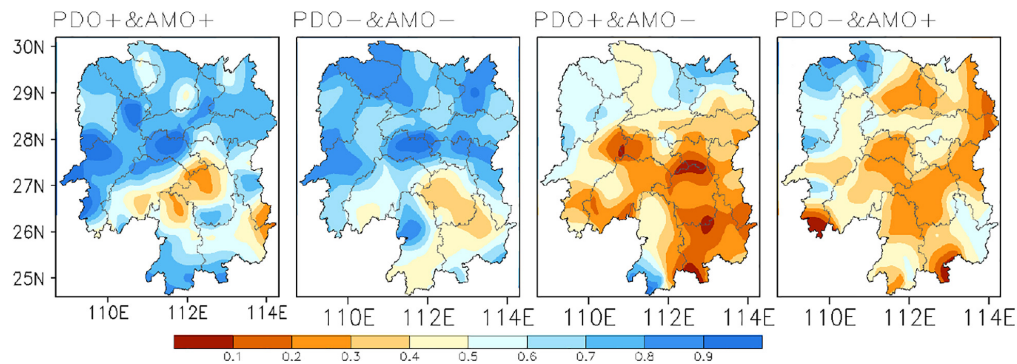 PDO+&AMO+ PDO-&AMO- PDO+&AMO- PDO-&AMO+
30N
29N
28N
27N
26N
25N
110E 112E 114E 110E 112E 114E 110E 112E 114E 110E 112E 114E
0.1 0.2 0.3 0.4 0.5 0.6 0.7 0.8 0.9